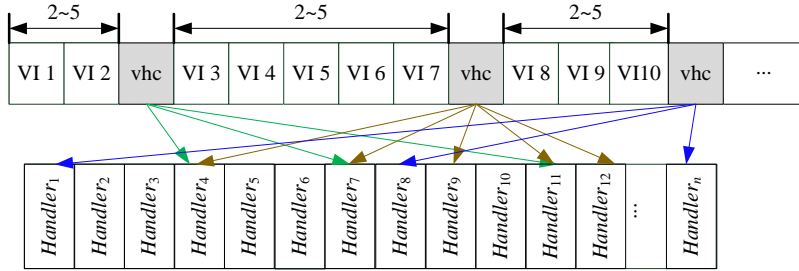 2~5 2~5 2~5
VI 1 VI 2 vhc VI 3 VI 4 VI 5 VI 6 VI 7 vhc VI 8 VI 9 VI10 vhc ...
Handler1 Handler2 Handler3 Handler4 Handler5 Handler6 Handler7 Handler8 Handler9 Handler10 Handler11 Handler12 ... Handlern